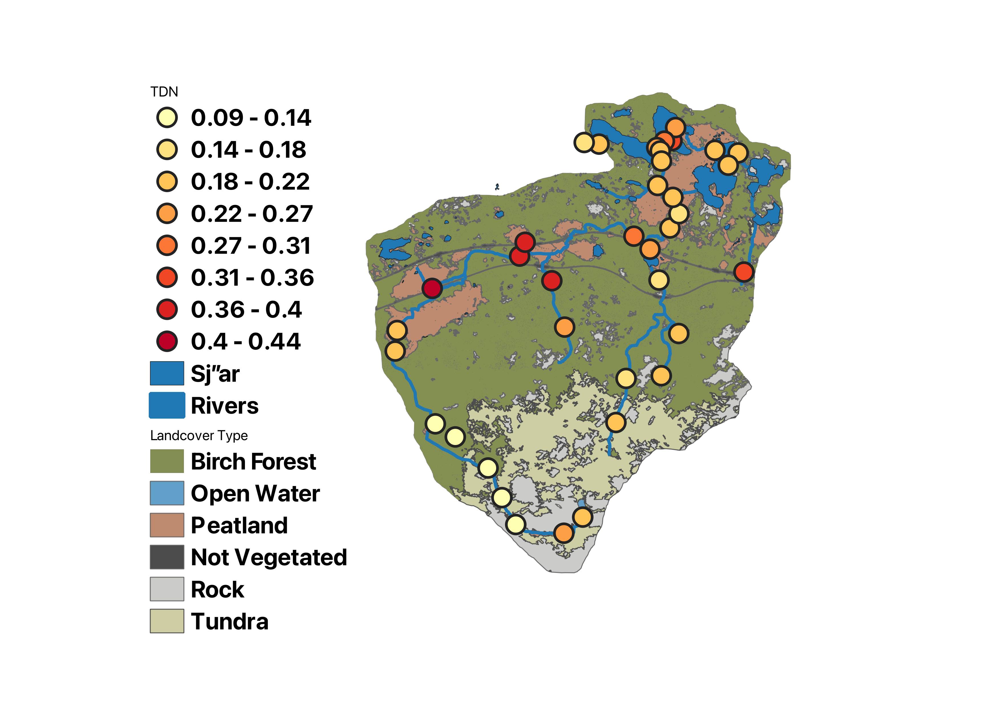 TDN
0.09 - 0.14
0.14 - 0.18
0.18 - 0.22
0.22 - 0.27
0.27 - 0.31
0.31 - 0.36
0.36 - 0.4
0.4 - 0.44
Sj"ar
Rivers
Landcover Type
Birch Forest
Open Water
Peatland
Not Vegetated
Rock
Tundra